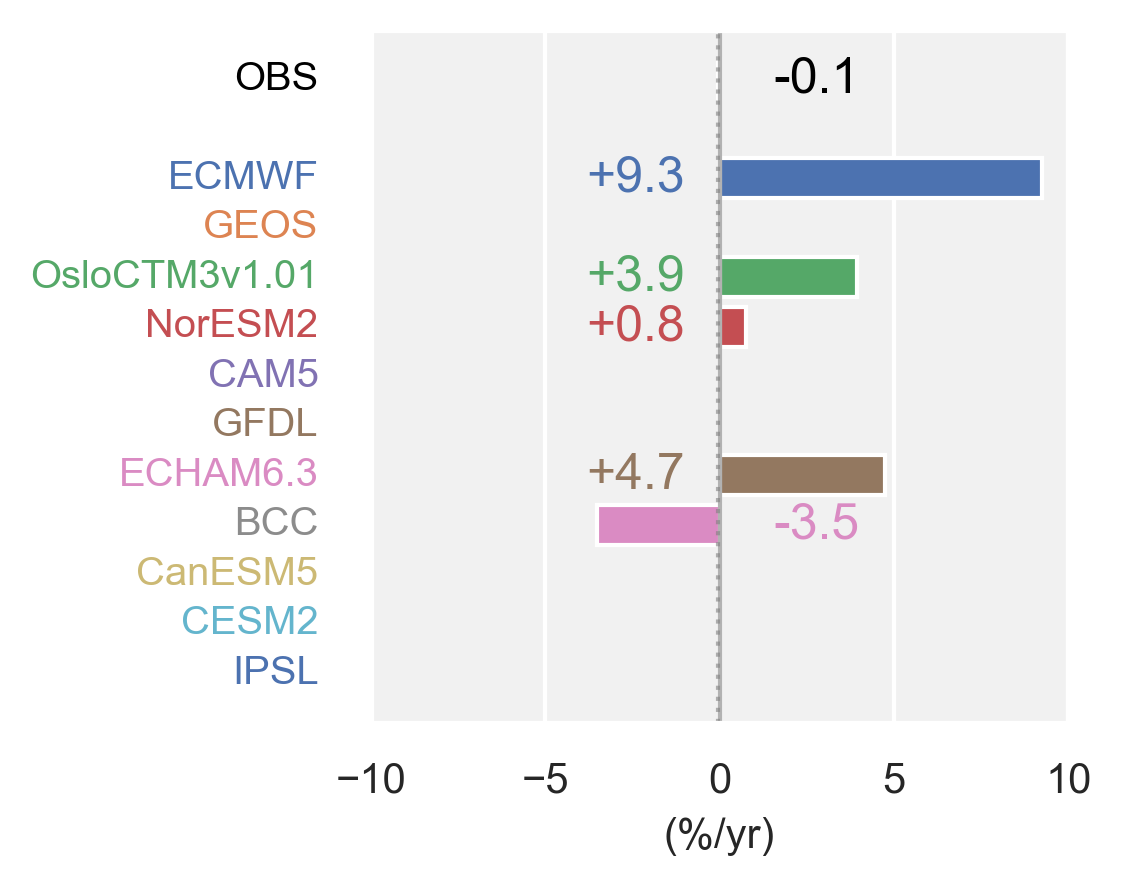 OBS -0.1
ECMWF +9.3
GEOS
OsloCTM3v1.01 +3.9
NorESM2 +0.8
CAM5
GFDL
ECHAM6.3 +4.7
BCC -3.5
CanESM5
CESM2
IPSL
−10 −5 0 5 10
(%/yr)